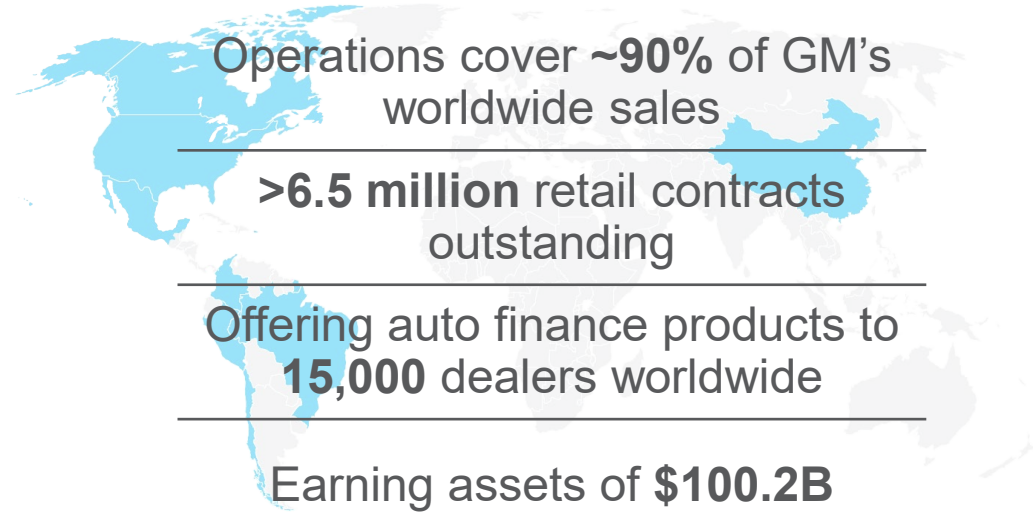 Operations cover ~90% of GM’s
worldwide sales
>6.5 million retail contracts
outstanding
Offering auto finance products to
15,000 dealers worldwide
Earning assets of $100.2B